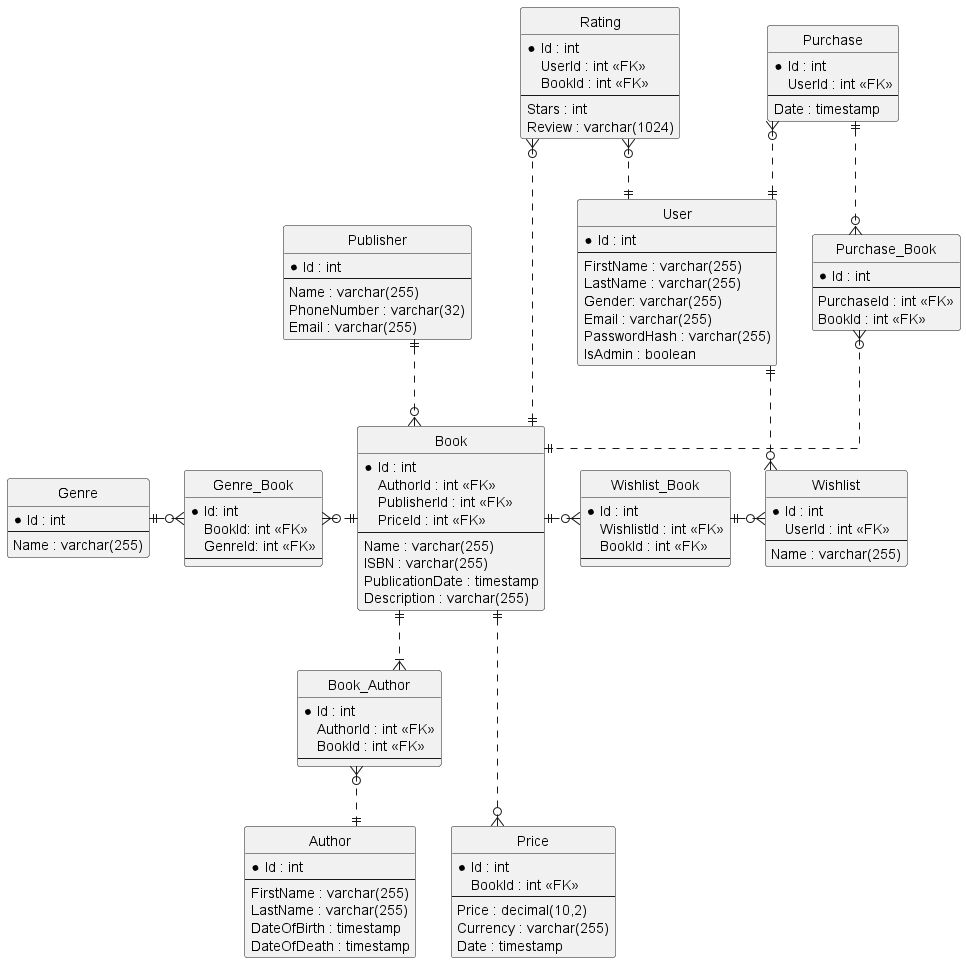 Rating
Id : int
UserId : int «FK»
BookId : int «FK»
Stars : int
Review : varchar(1024)
Purchase
Id : int
UserId : int «FK»
Date : timestamp
Publisher
Id : int
Name : varchar(255)
PhoneNumber : varchar(32)
Email : varchar(255)
User
Id : int
FirstName : varchar(255)
LastName : varchar(255)
Gender: varchar(255)
Email : varchar(255)
PasswordHash : varchar(255)
IsAdmin : boolean
Purchase_Book
Id : int
PurchaseId : int «FK»
BookId : int «FK»
Genre
Id : int
Name : varchar(255)
Genre_Book
Id: int
BookId: int «FK»
GenreId: int «FK»
Book
Id : int
AuthorId : int «FK»
PublisherId : int «FK»
PriceId : int «FK»
Name : varchar(255)
ISBN : varchar(255)
PublicationDate : timestamp
Description : varchar(255)
Wishlist_Book
Id : int
WishlistId : int «FK»
BookId : int «FK»
Wishlist
Id : int
UserId : int «FK»
Name : varchar(255)
Book_Author
Id : int
AuthorId : int «FK»
BookId : int «FK»
Author
Id : int
FirstName : varchar(255)
LastName : varchar(255)
DateOfBirth : timestamp
DateOfDeath : timestamp
Price
Id : int
BookId : int «FK»
Price : decimal(10,2)
Currency : varchar(255)
Date : timestamp